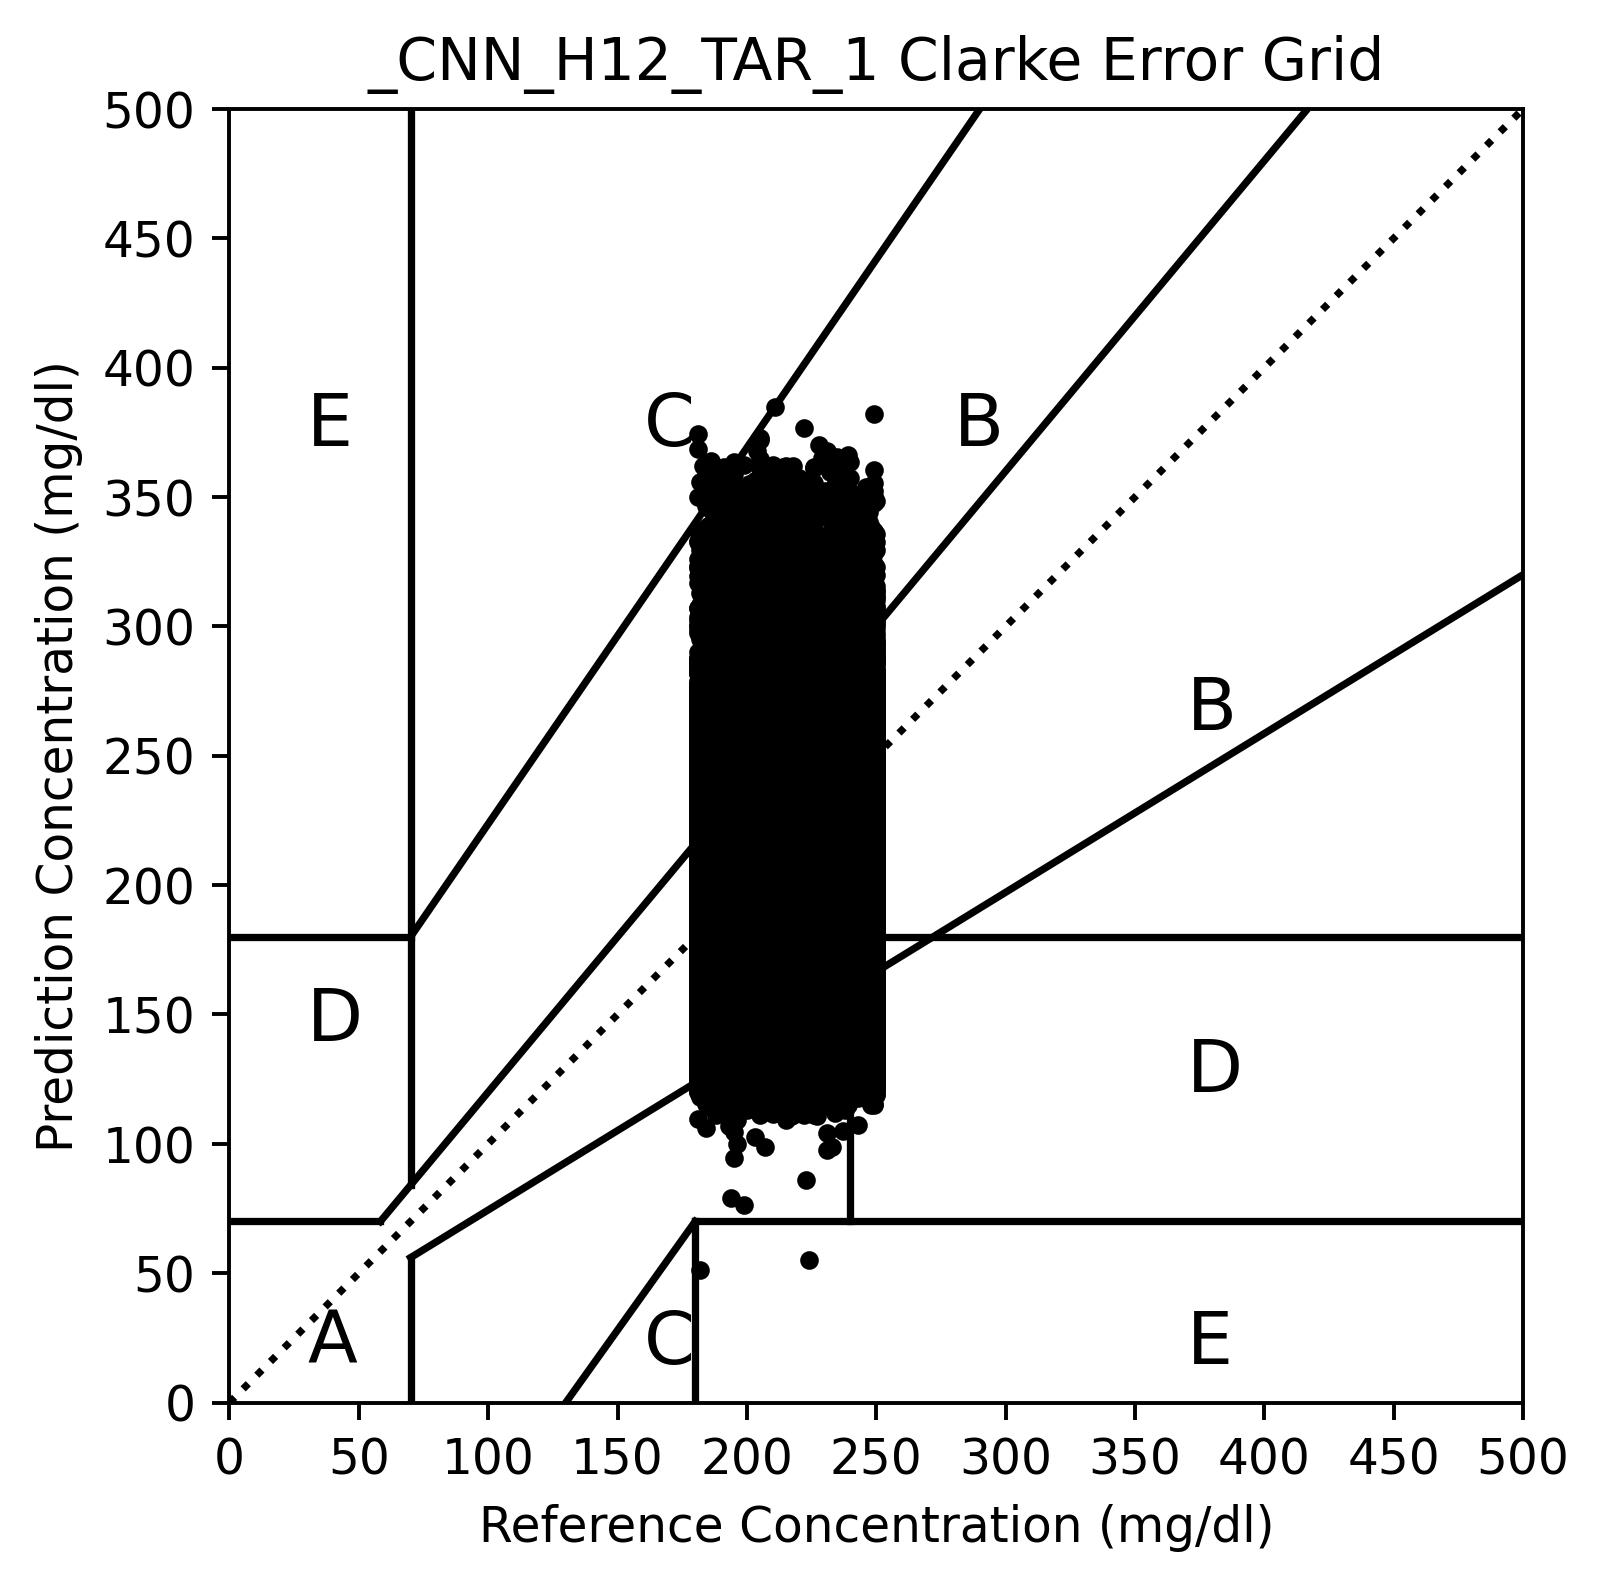 _CNN_H12_TAR_1 Clarke Error Grid
500
450
400
350
300
250
200
150
100
50
0
Prediction Concentration (mg/dl)
E
C
B
B
D
D
A
C
E
0 50 100 150 200 250 300 350 400 450 500
Reference Concentration (mg/dl)